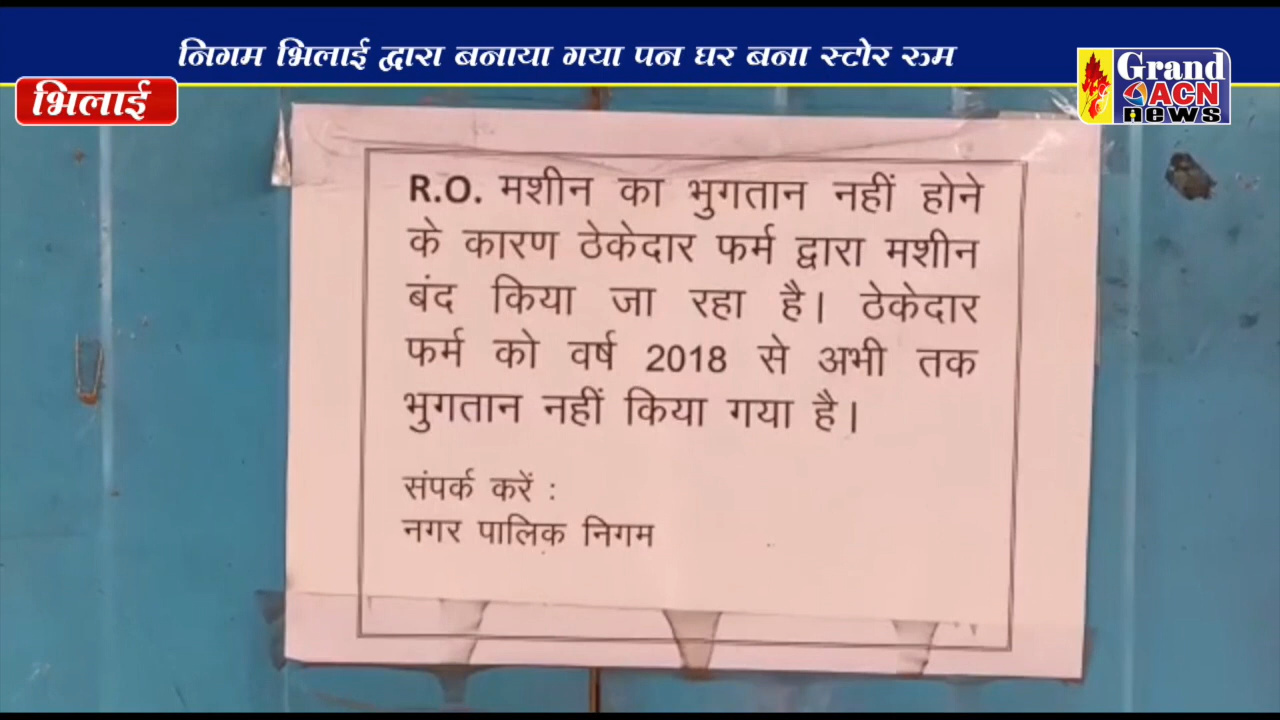 निगम भिलाई द्वारा बनाया गया पन घर बना स्टोर रुम
भिलाई
Grand
ACN
news
R.O. मशीन का भुगतान नहीं होने
के कारण ठेकेदार फर्म द्वारा मशीन
बंद किया जा रहा है। ठेकेदार
फर्म को वर्ष 2018 से अभी तक
भुगतान नहीं किया गया है।
संपर्क करें :
नगर पालिक निगम